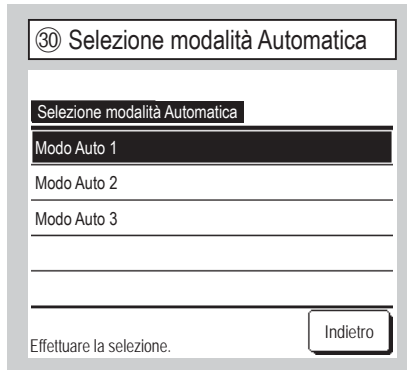 ㉚ Selezione modalità Automatica
Selezione modalità Automatica
Modo Auto 1
Modo Auto 2
Modo Auto 3
Effettuare la selezione.
Indietro